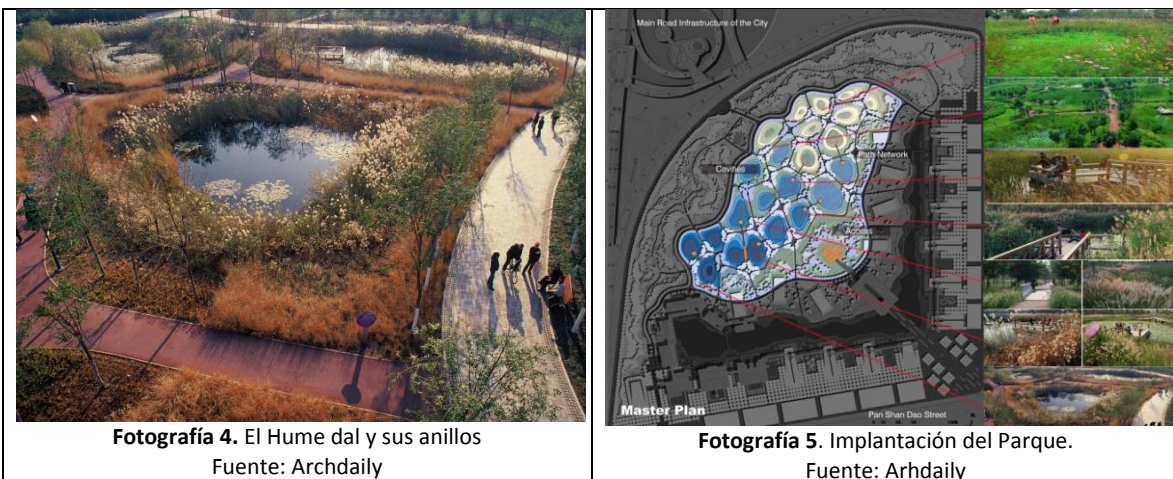 Main Road Infrastructure of the City
Path Network
Cavities
Access
Master Plan
Pan Shan Dao Street
Fotografía 4. El Hume dal y sus anillos
Fuente: Archdaily
Fotografía 5. Implantación del Parque.
Fuente: Arhdaily